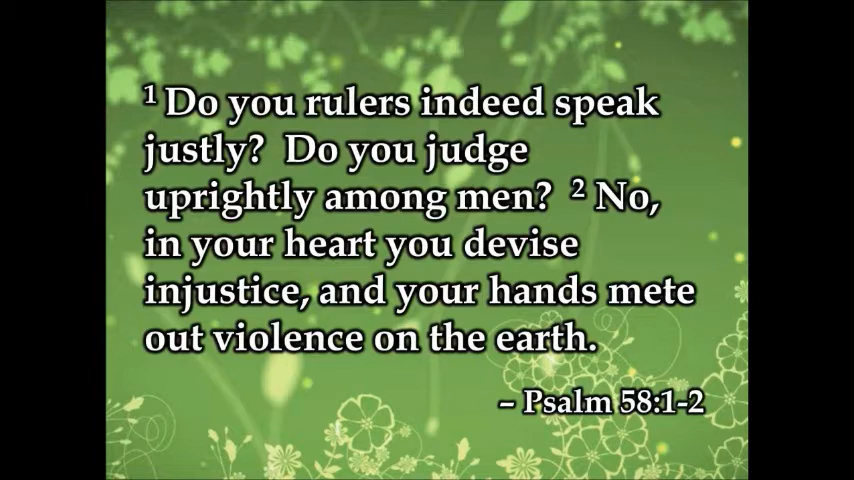 ¹ Do you rulers indeed speak
justly? Do you judge
uprightly among men? ² No,
in your heart you devise
injustice, and your hands mete
out violence on the earth.
– Psalm 58:1-2